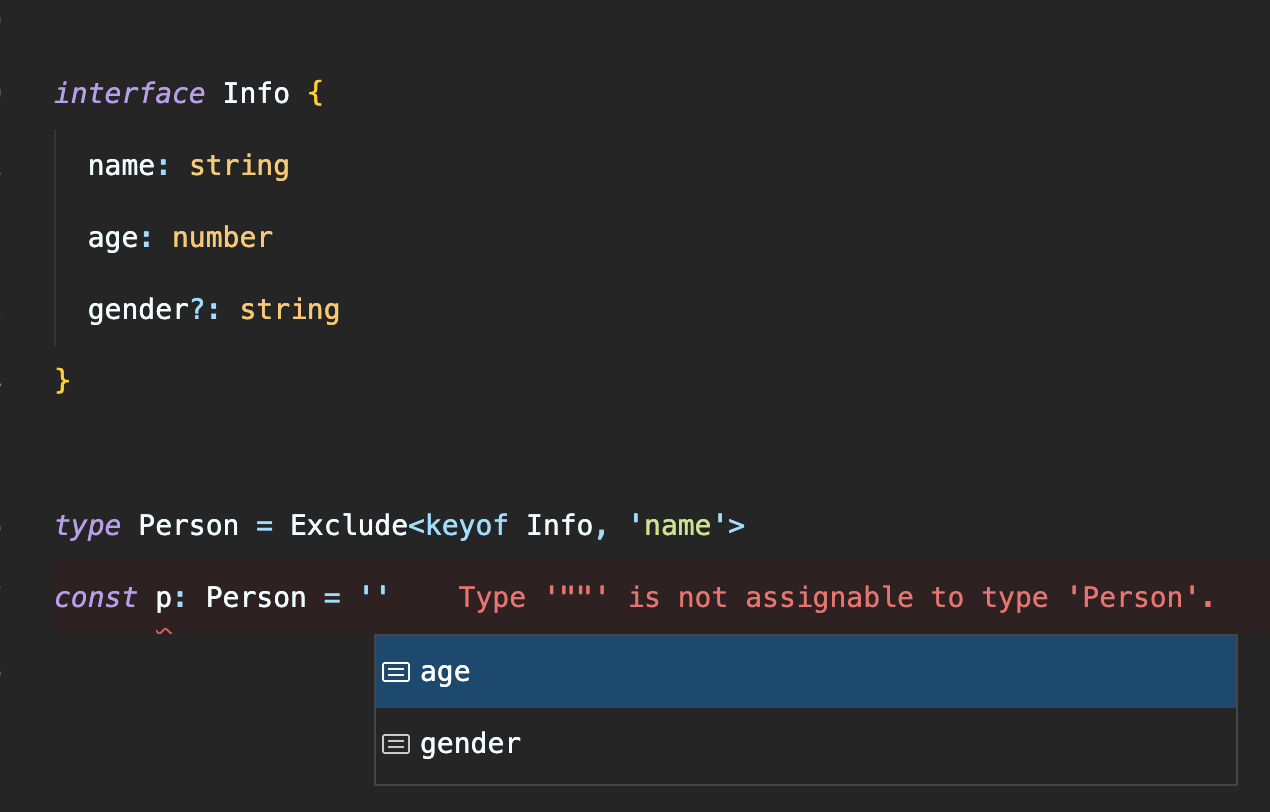 interface Info {
name: string
age: number
gender?: string
}
type Person = Exclude<keyof Info, 'name'>
const p: Person = '' Type '""' is not assignable to type 'Person'.
age
gender